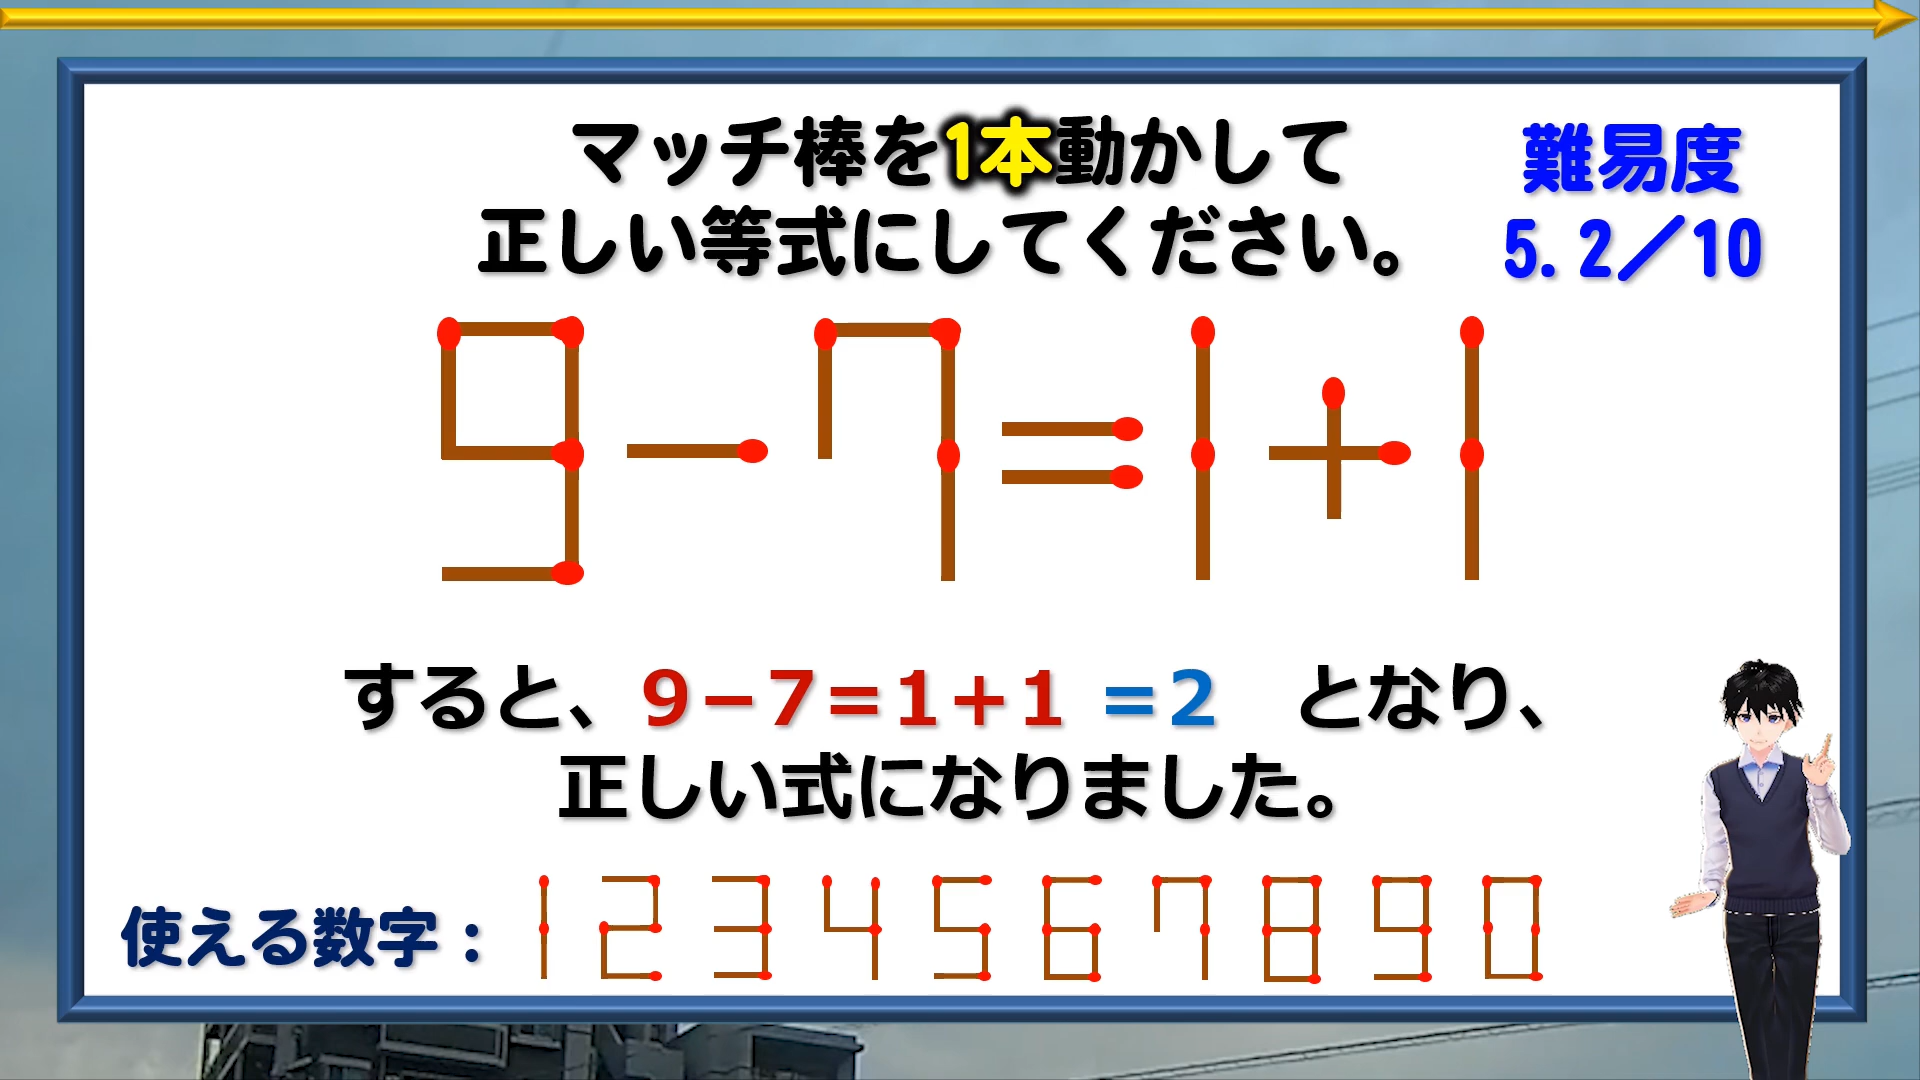 マッチ棒を1本動かして
正しい等式にしてください。
難易度
5.2／10
9－7＝1＋1
すると、9－7＝1＋1 ＝2　となり、
正しい式になりました。
使える数字： 1 2 3 4 5 6 7 8 9 0